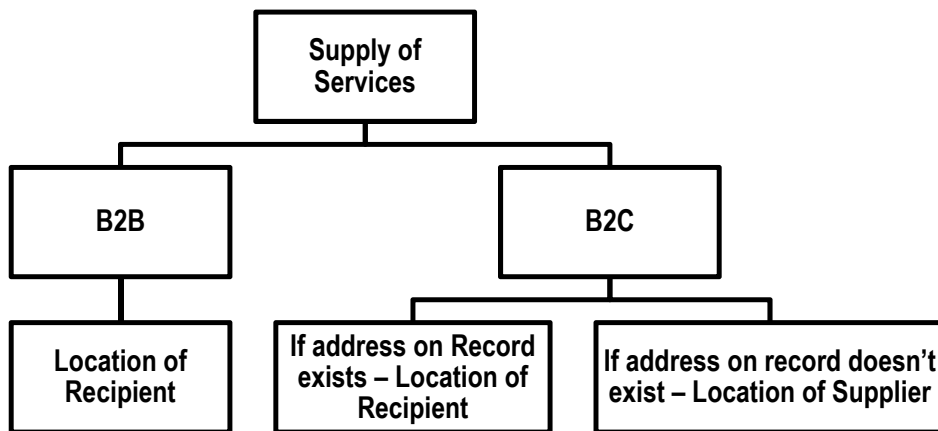 Supply of
Services
B2B
B2C
Location of
Recipient
If address on Record
exists – Location of
Recipient
If address on record doesn't
exist – Location of Supplier